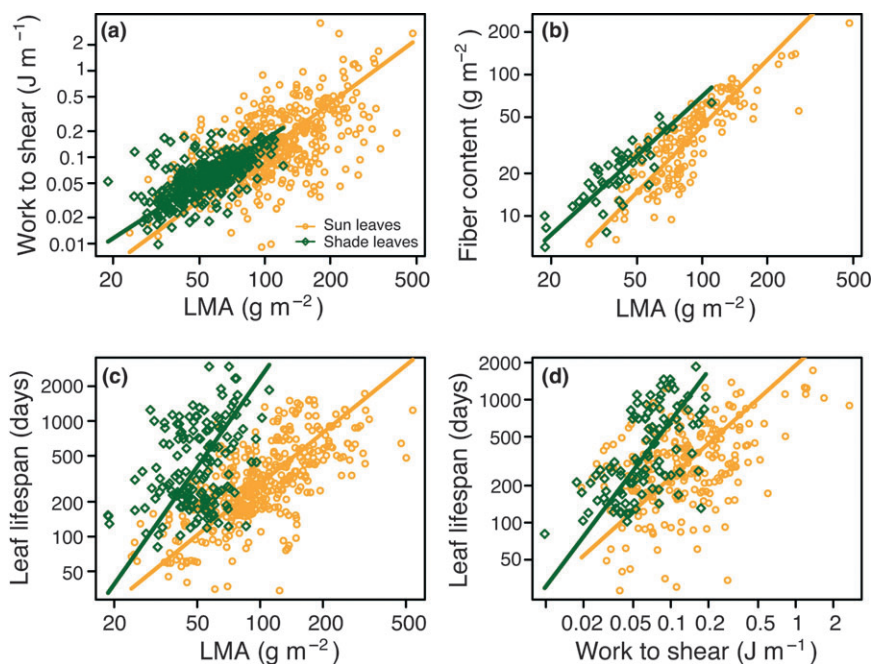 (a)
Work to shear (J m⁻¹)
2
1
0.5
0.2
0.1
0.05
0.02
0.01
Sun leaves
Shade leaves
20 50 100 200 500
LMA (g m⁻²)
(b)
Fiber content (g m⁻²)
200
100
50
20
10
20 50 100 200 500
LMA (g m⁻²)
(c)
Leaf lifespan (days)
2000
1000
500
200
100
50
20 50 100 200 500
LMA (g m⁻²)
(d)
Leaf lifespan (days)
2000
1000
500
200
100
50
0.02 0.05 0.1 0.2 0.5 1 2
Work to shear (J m⁻¹)